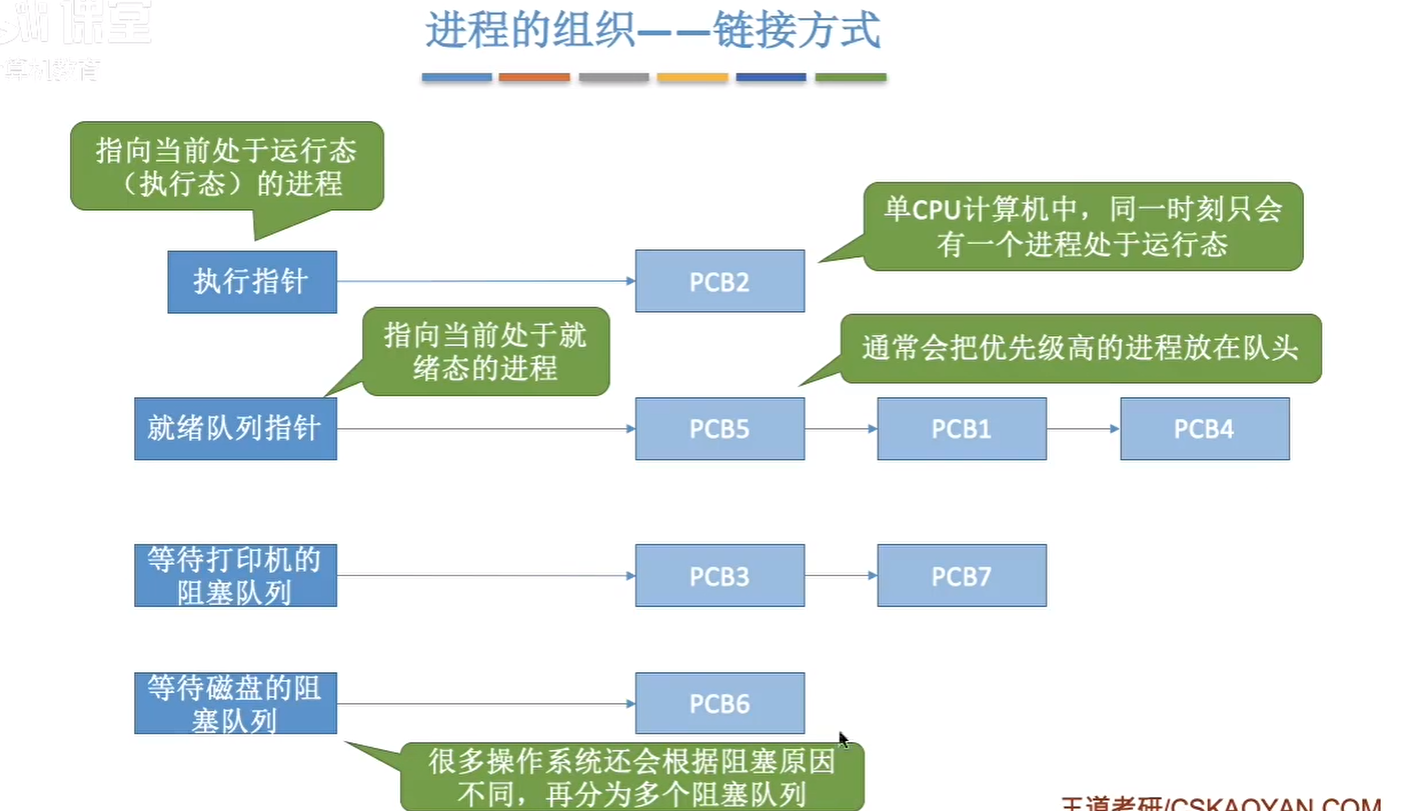 课堂
算机教育
进程的组织——链接方式
指向当前处于运行态
（执行态）的进程
单CPU计算机中，同一时刻只会
有一个进程处于运行态
执行指针
PCB2
指向当前处于就
绪态的进程
通常会把优先级高的进程放在队头
就绪队列指针
PCB5
PCB1
PCB4
等待打印机的
阻塞队列
PCB3
PCB7
等待磁盘的阻
塞队列
PCB6
很多操作系统还会根据阻塞原因
不同，再分为多个阻塞队列
王道考研/CSKAOYAN.COM